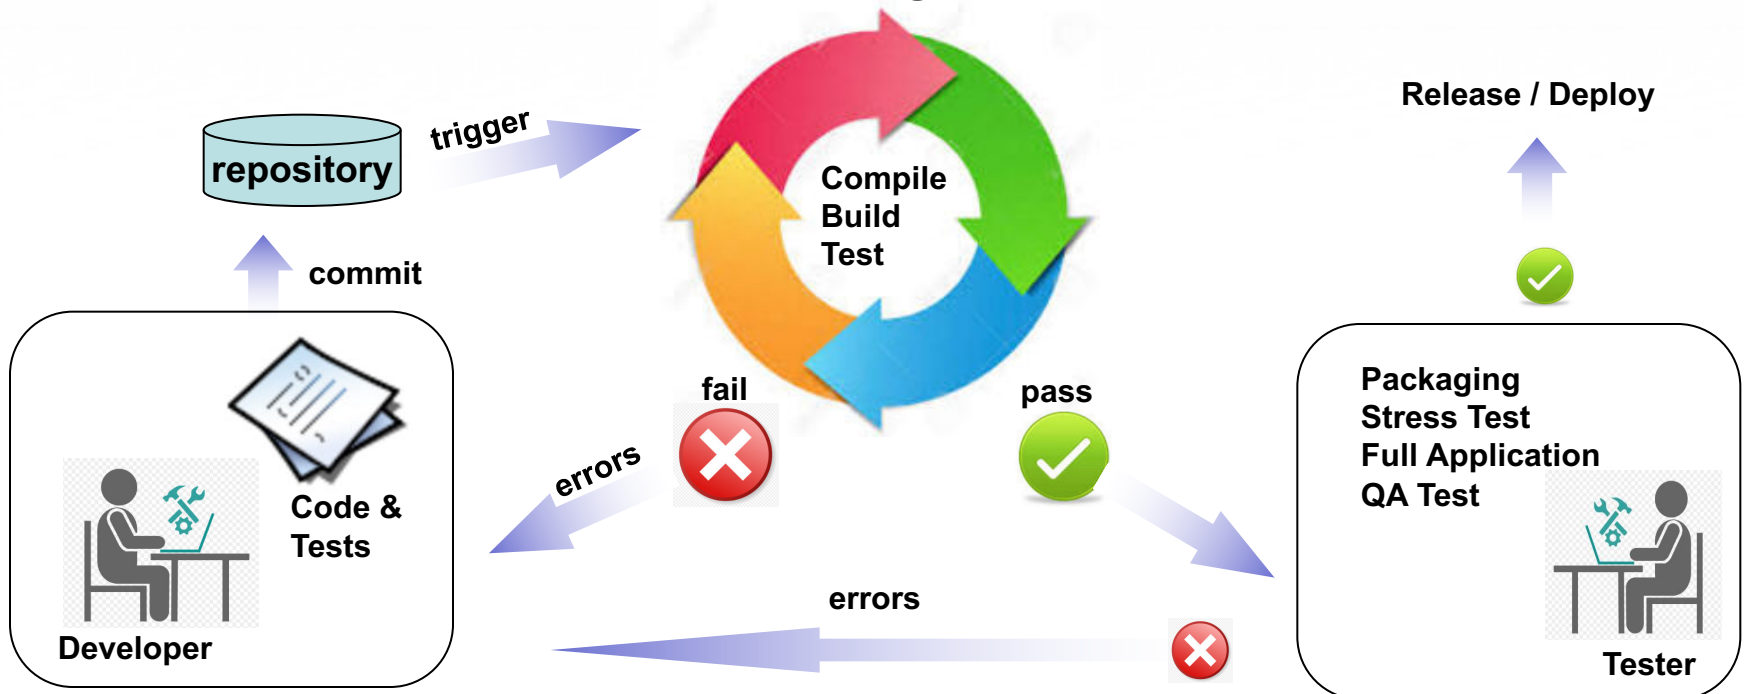 repository
trigger
Compile
Build
Test
Release / Deploy
commit
fail
pass
errors
Code &
Tests
Developer
Packaging
Stress Test
Full Application
QA Test
errors
Tester